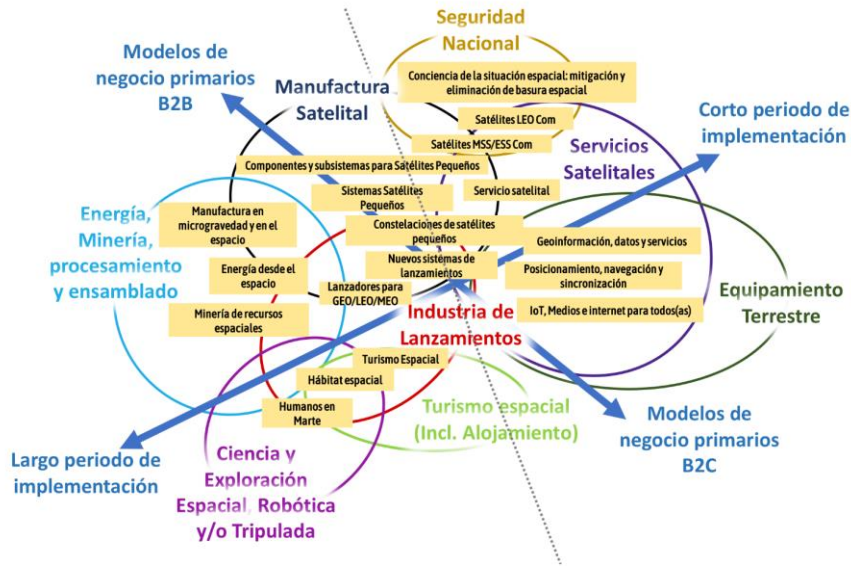 Seguridad
Nacional
Modelos de
negocio primarios
B2B
Manufactura
Satelital
Conciencia de la situación espacial: mitigación y
eliminación de basura espacial
Corto periodo de
implementación
Satélites LEO Com
Satélites MSS/ESS Com
Servicios
Satelitales
Componentes y subsistemas para Satélites Pequeños
Sistemas Satélites
Pequeños
Servicio satelital
Energía,
Minería,
procesamiento
y ensamblado
Manufactura en
microgravedad y en el
espacio
Constelaciones de satélites
pequeños
Geoinformación, datos y servicios
Nuevos sistemas de
lanzamientos
Energía desde el
espacio
Posicionamiento, navegación y
sincronización
Lanzadores para
GEO/LEO/MEO
Equipamiento
Terrestre
Minería de recursos
espaciales
Industria de
Lanzamientos
IoT, Medios e internet para todos(as)
Turismo Espacial
Hábitat espacial
Humanos en
Marte
Turismo espacial
(Incl. Alojamiento)
Modelos de
negocio primarios
B2C
Largo periodo de
implementación
Ciencia y
Exploración
Espacial, Robótica
y/o Tripulada